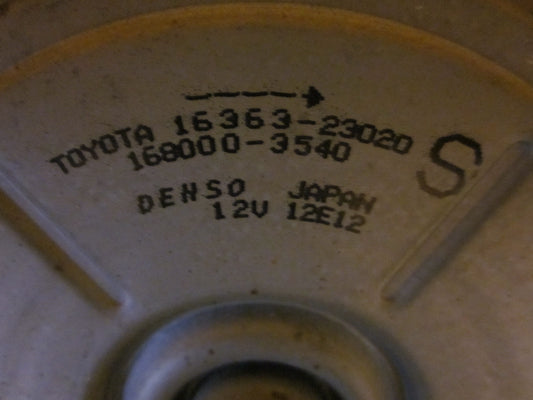 TOYOTA 16363-23020
168000-3540
S
DENSO JAPAN
12V 12E12